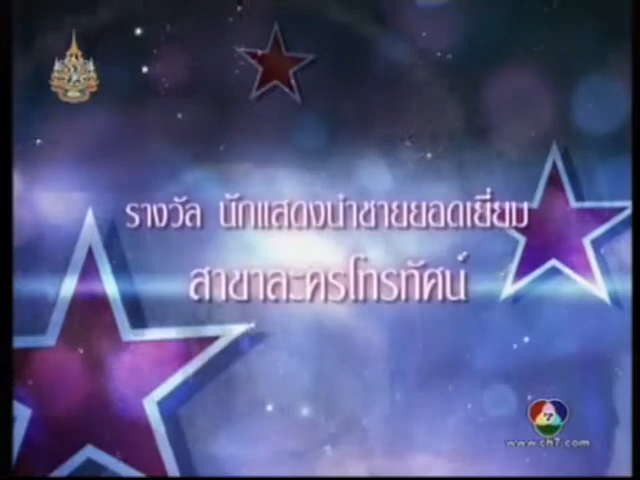 รางวัล นักแสดงนำชายยอดเยี่ยม
สาขาละครโทรทัศน์
7
www.ch7.com